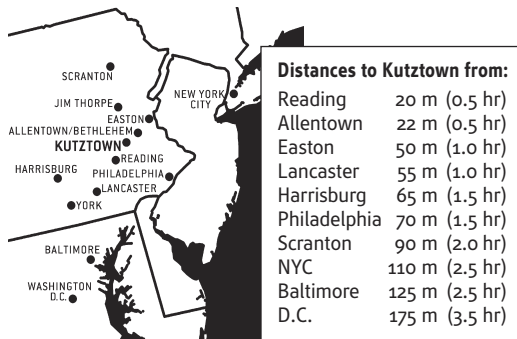 SCRANTON
JIM THORPE
NEW YORK
CITY
EASTON
ALLENTOWN/BETHLEHEM
KUTZTOWN
READING
HARRISBURG
PHILADELPHIA
LANCASTER
YORK
BALTIMORE
WASHINGTON
D.C.
Distances to Kutztown from:
Reading 20 m (0.5 hr)
Allentown 22 m (0.5 hr)
Easton 50 m (1.0 hr)
Lancaster 55 m (1.0 hr)
Harrisburg 65 m (1.5 hr)
Philadelphia 70 m (1.5 hr)
Scranton 90 m (2.0 hr)
NYC 110 m (2.5 hr)
Baltimore 125 m (2.5 hr)
D.C. 175 m (3.5 hr)